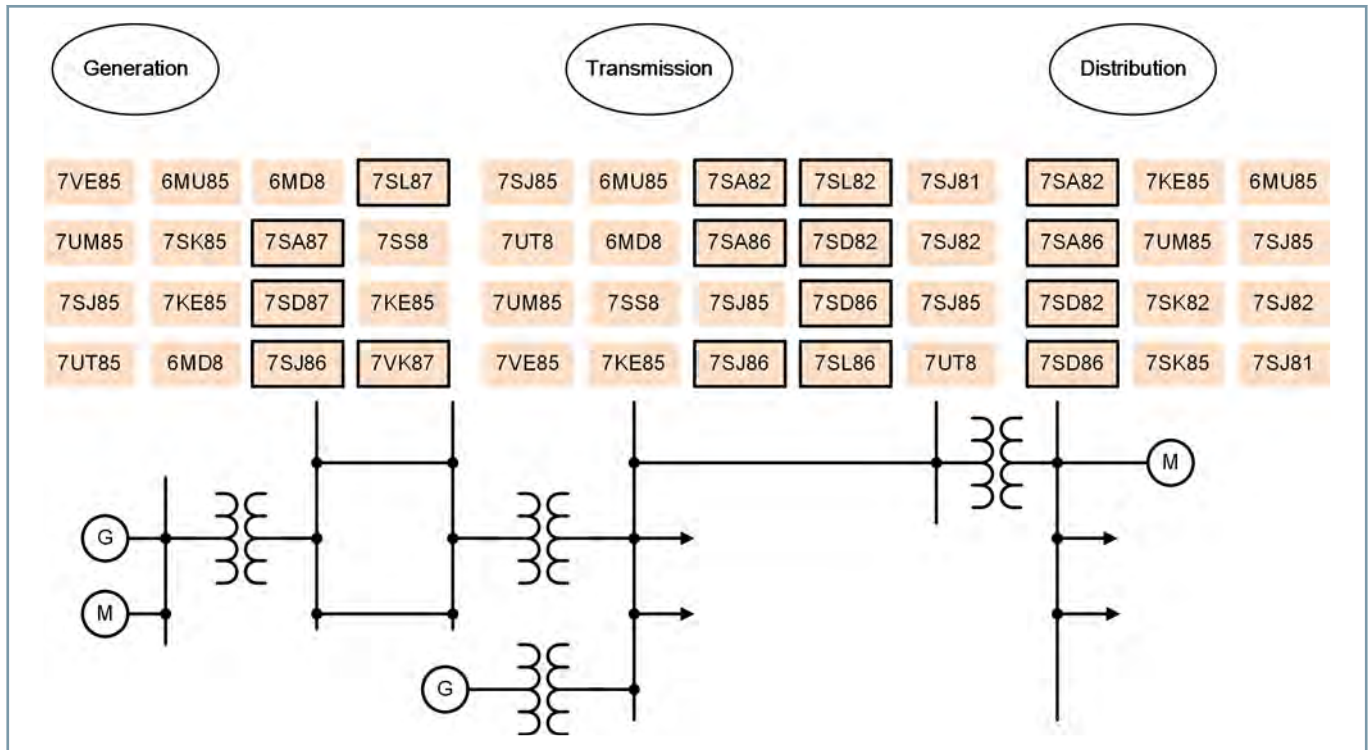 Generation Transmission Distribution
7VE85 6MU85 6MD8 7SL87 7SJ85 6MU85 7SA82 7SL82 7SJ81 7SA82 7KE85 6MU85
7UM85 7SK85 7SA87 7SS8 7UT8 6MD8 7SA86 7SD82 7SJ82 7SA86 7UM85 7SJ85
7SJ85 7KE85 7SD87 7KE85 7UM85 7SS8 7SJ85 7SD86 7SJ85 7SD82 7SK82 7SJ82
7UT85 6MD8 7SJ86 7VK87 7VE85 7KE85 7SJ86 7SL86 7UT8 7SD86 7SK85 7SJ81
M
G
M
G